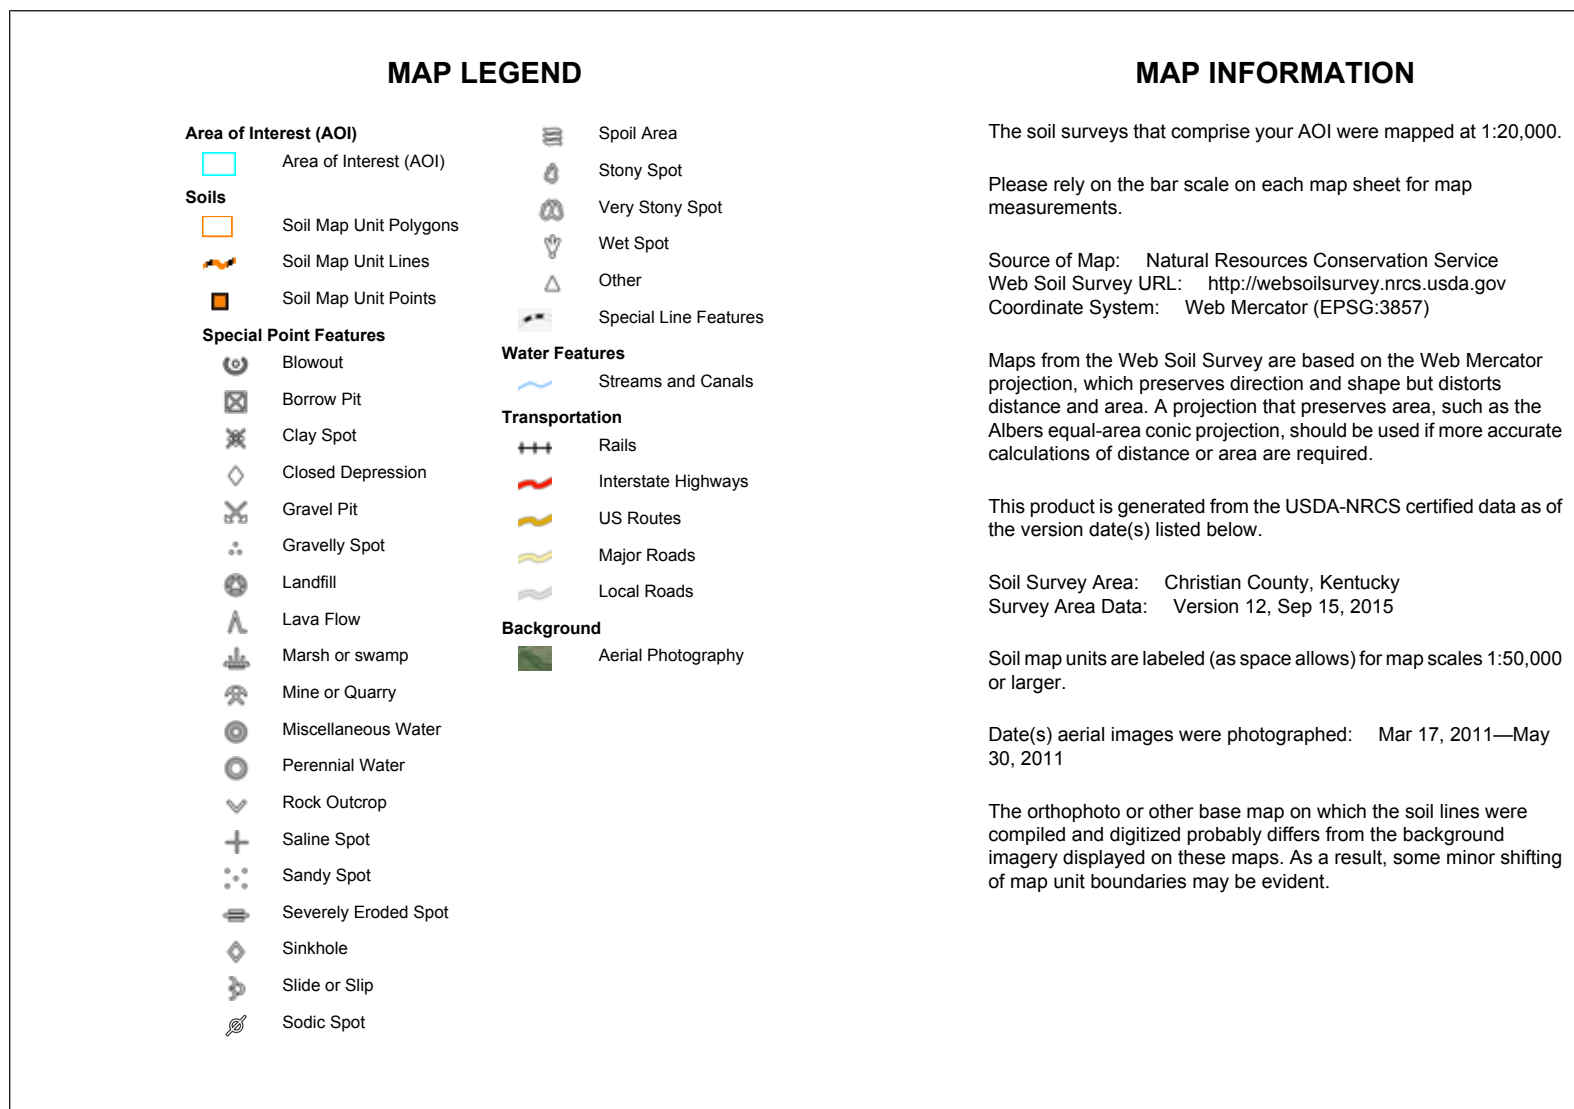 MAP LEGEND
Area of Interest (AOI)
Area of Interest (AOI)
Soils
Soil Map Unit Polygons
Soil Map Unit Lines
Soil Map Unit Points
Special Point Features
Blowout
Borrow Pit
Clay Spot
Closed Depression
Gravel Pit
Gravelly Spot
Landfill
Lava Flow
Marsh or swamp
Mine or Quarry
Miscellaneous Water
Perennial Water
Rock Outcrop
Saline Spot
Sandy Spot
Severely Eroded Spot
Sinkhole
Slide or Slip
Sodic Spot
Spoil Area
Stony Spot
Very Stony Spot
Wet Spot
Other
Special Line Features
Water Features
Streams and Canals
Transportation
Rails
Interstate Highways
US Routes
Major Roads
Local Roads
Background
Aerial Photography
MAP INFORMATION
The soil surveys that comprise your AOI were mapped at 1:20,000.
Please rely on the bar scale on each map sheet for map
measurements.
Source of Map: Natural Resources Conservation Service
Web Soil Survey URL: http://websoilsurvey.nrcs.usda.gov
Coordinate System: Web Mercator (EPSG:3857)
Maps from the Web Soil Survey are based on the Web Mercator
projection, which preserves direction and shape but distorts
distance and area. A projection that preserves area, such as the
Albers equal-area conic projection, should be used if more accurate
calculations of distance or area are required.
This product is generated from the USDA-NRCS certified data as of
the version date(s) listed below.
Soil Survey Area: Christian County, Kentucky
Survey Area Data: Version 12, Sep 15, 2015
Soil map units are labeled (as space allows) for map scales 1:50,000
or larger.
Date(s) aerial images were photographed: Mar 17, 2011—May
30, 2011
The orthophoto or other base map on which the soil lines were
compiled and digitized probably differs from the background
imagery displayed on these maps. As a result, some minor shifting
of map unit boundaries may be evident.